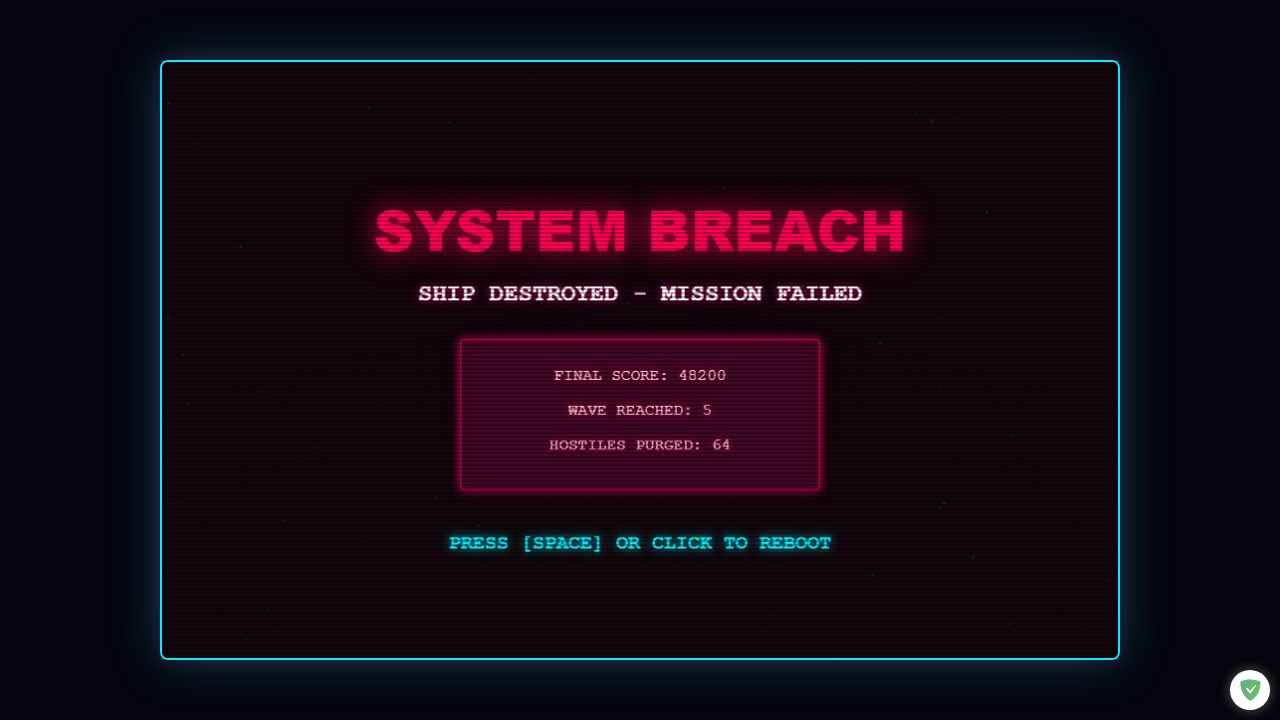 SYSTEM BREACH
SHIP DESTROYED - MISSION FAILED
FINAL SCORE: 48200
WAVE REACHED: 5
HOSTILES PURGED: 64
PRESS [SPACE] OR CLICK TO REBOOT